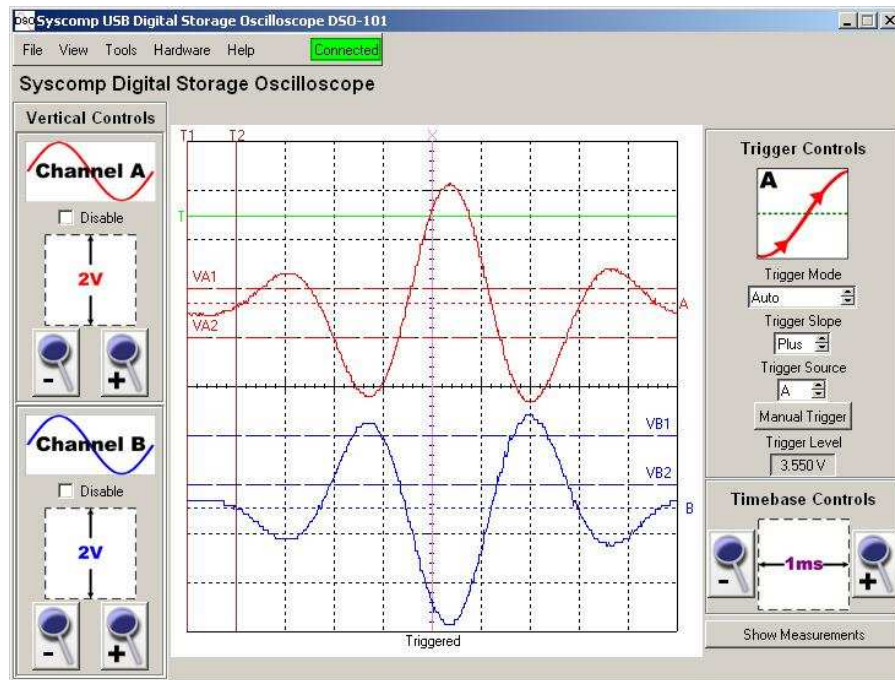 DSO Syscomp USB Digital Storage Oscilloscope DSO-101
File View Tools Hardware Help Connected
Syscomp Digital Storage Oscilloscope
Vertical Controls
Channel A
Disable
2V
- +
Channel B
Disable
2V
- +
T1 T2 X
T
VA1
A
VA2
VB1
VB2
B
Triggered
Trigger Controls
A
Trigger Mode
Auto
Trigger Slope
Plus
Trigger Source
A
Manual Trigger
Trigger Level
3.550 V
Timebase Controls
- 1ms +
Show Measurements